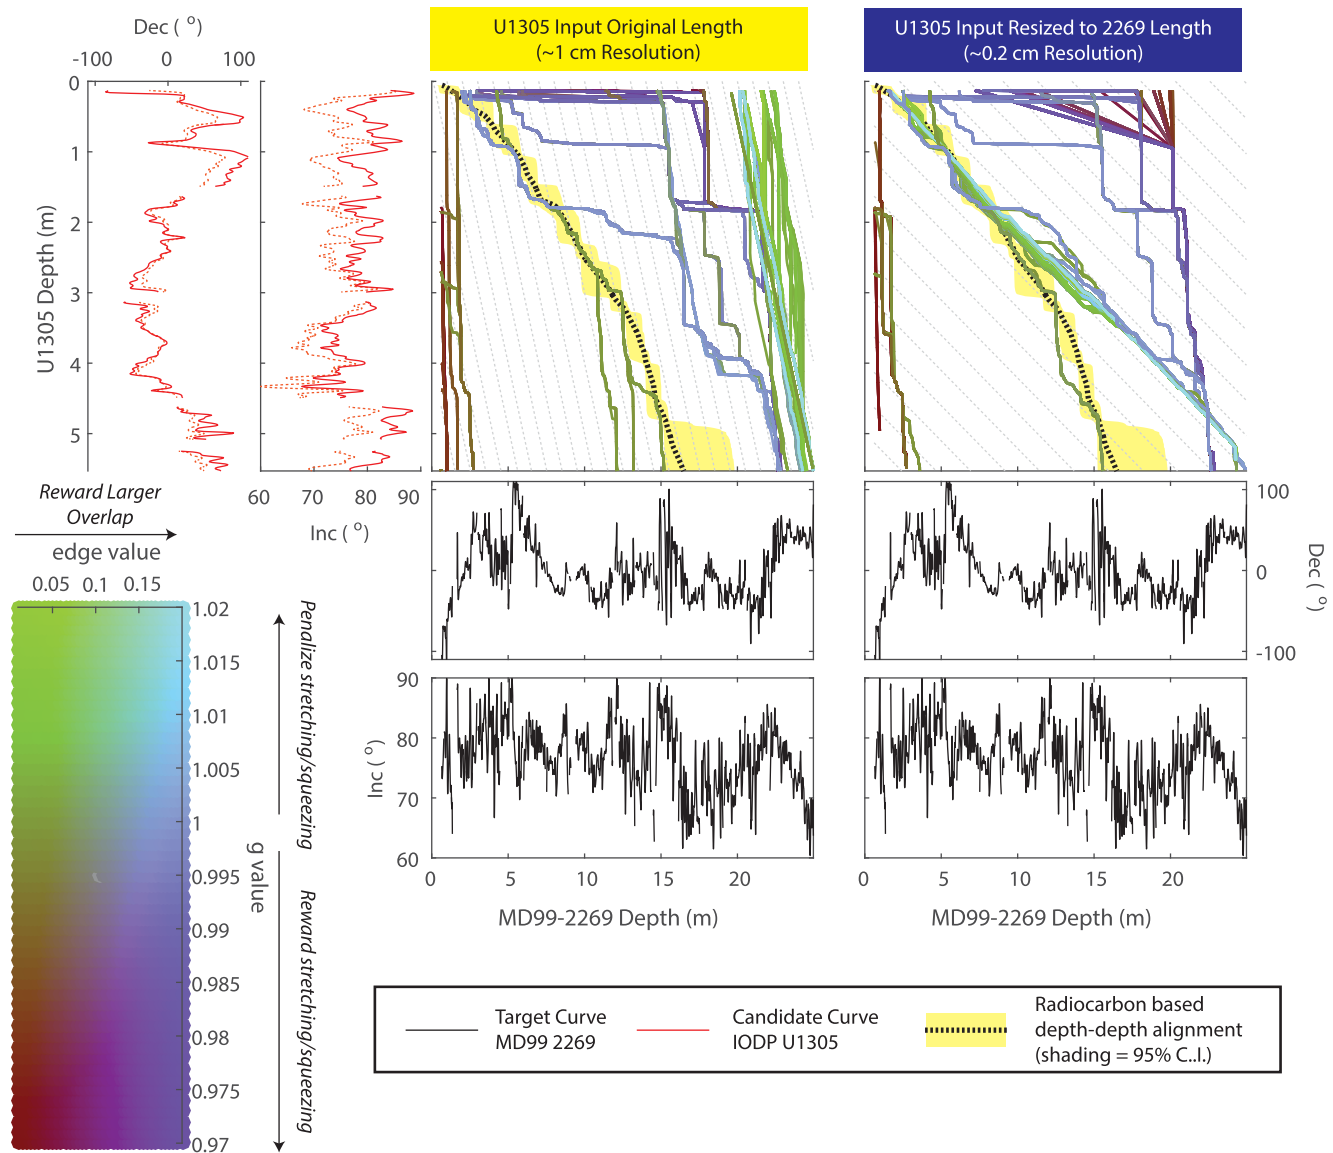 Dec ( °)
-100 0 100
U1305 Input Original Length
(~1 cm Resolution)
U1305 Input Resized to 2269 Length
(~0.2 cm Resolution)
0
1
2
3
4
5
U1305 Depth (m)
60 70 80 90
Inc ( °)
Reward Larger
Overlap
edge value
0.05 0.1 0.15
1.02
1.015
1.01
1.005
1
0.995
0.99
0.985
0.98
0.975
0.97
g value
Penalize stretching/squeezing
Reward stretching/squeezing
100
0
-100
Dec ( °)
90
80
70
60
Inc ( °)
0 5 10 15 20
MD99-2269 Depth (m)
0 5 10 15 20
MD99-2269 Depth (m)
Target Curve
MD99 2269
Candidate Curve
IODP U1305
Radiocarbon based
depth-depth alignment
(shading = 95% C..I.)